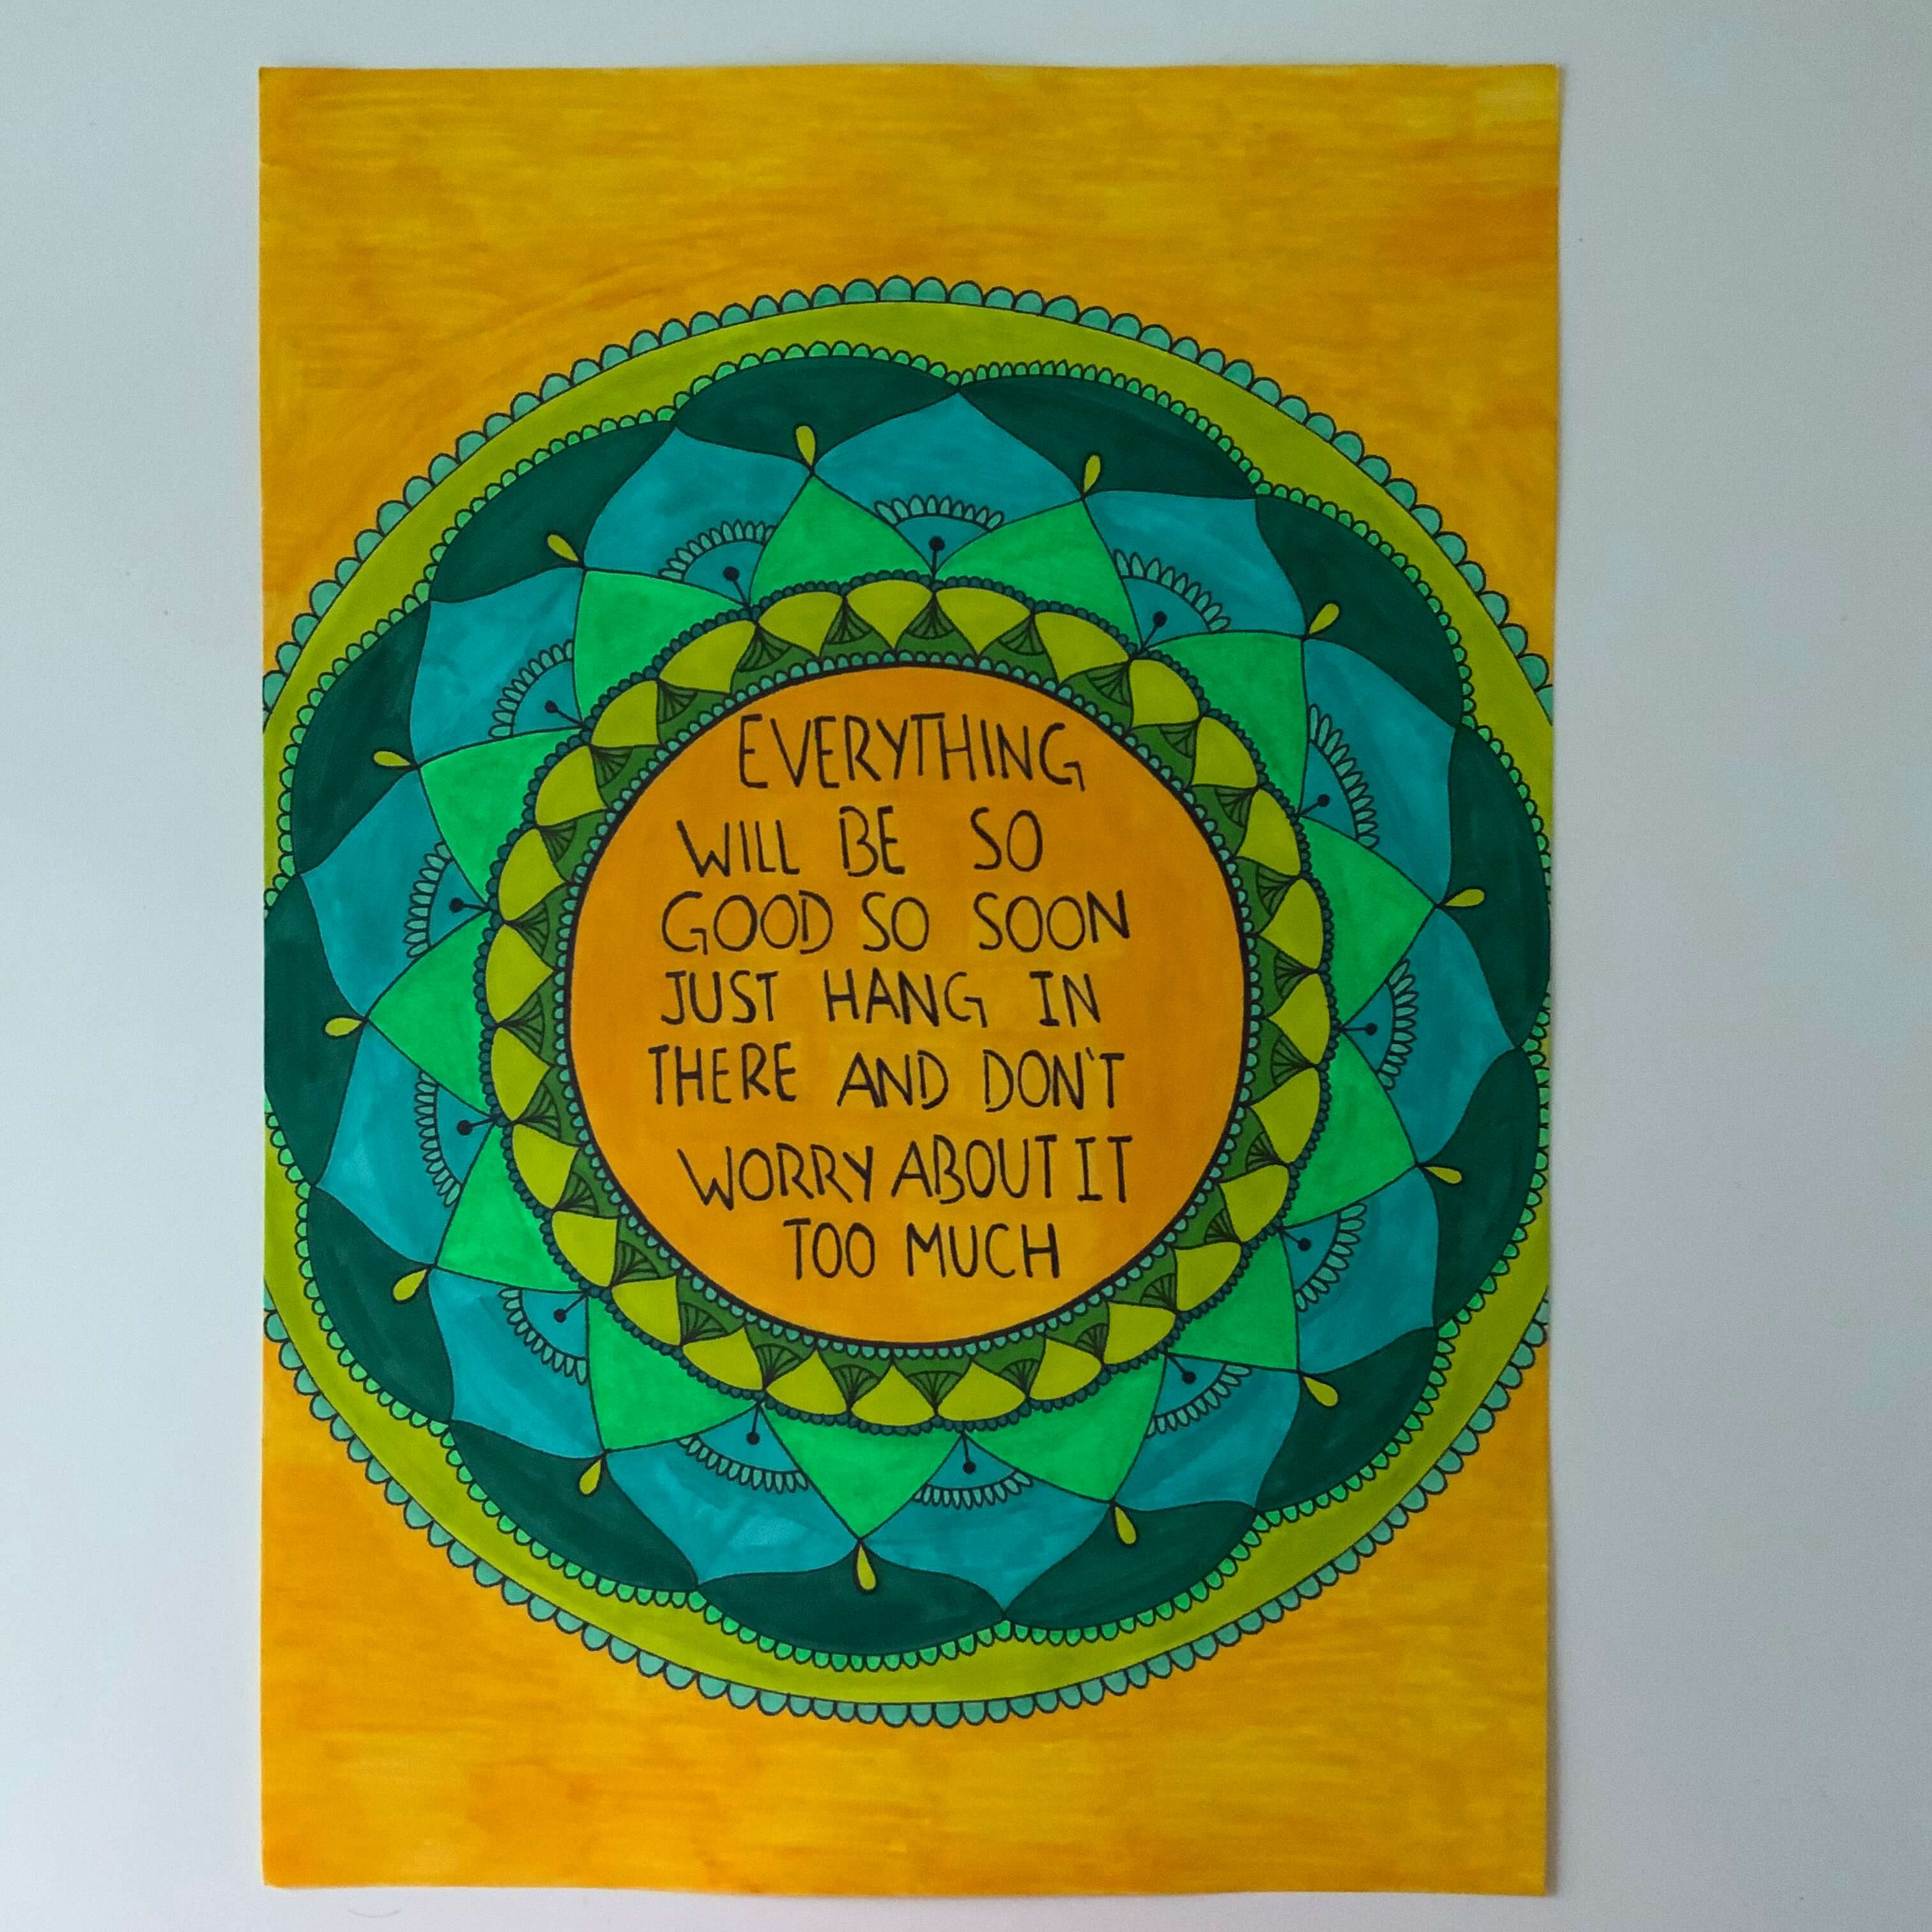 EVERYTHING
WILL BE SO
GOOD SO SOON
JUST HANG IN
THERE AND DON'T
WORRY ABOUT IT
TOO MUCH